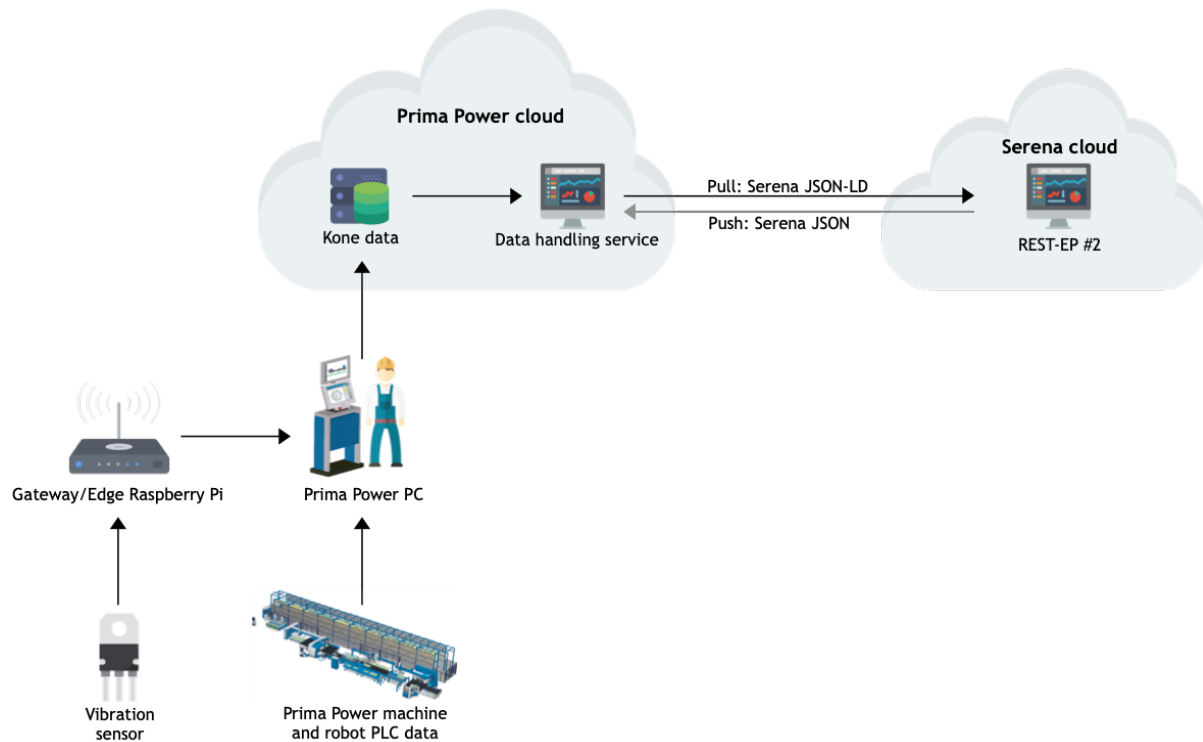 Prima Power cloud
Serena cloud
Pull: Serena JSON-LD
Push: Serena JSON
Kone data
Data handling service
REST-EP #2
Gateway/Edge Raspberry Pi
Prima Power PC
Vibration
sensor
Prima Power machine
and robot PLC data